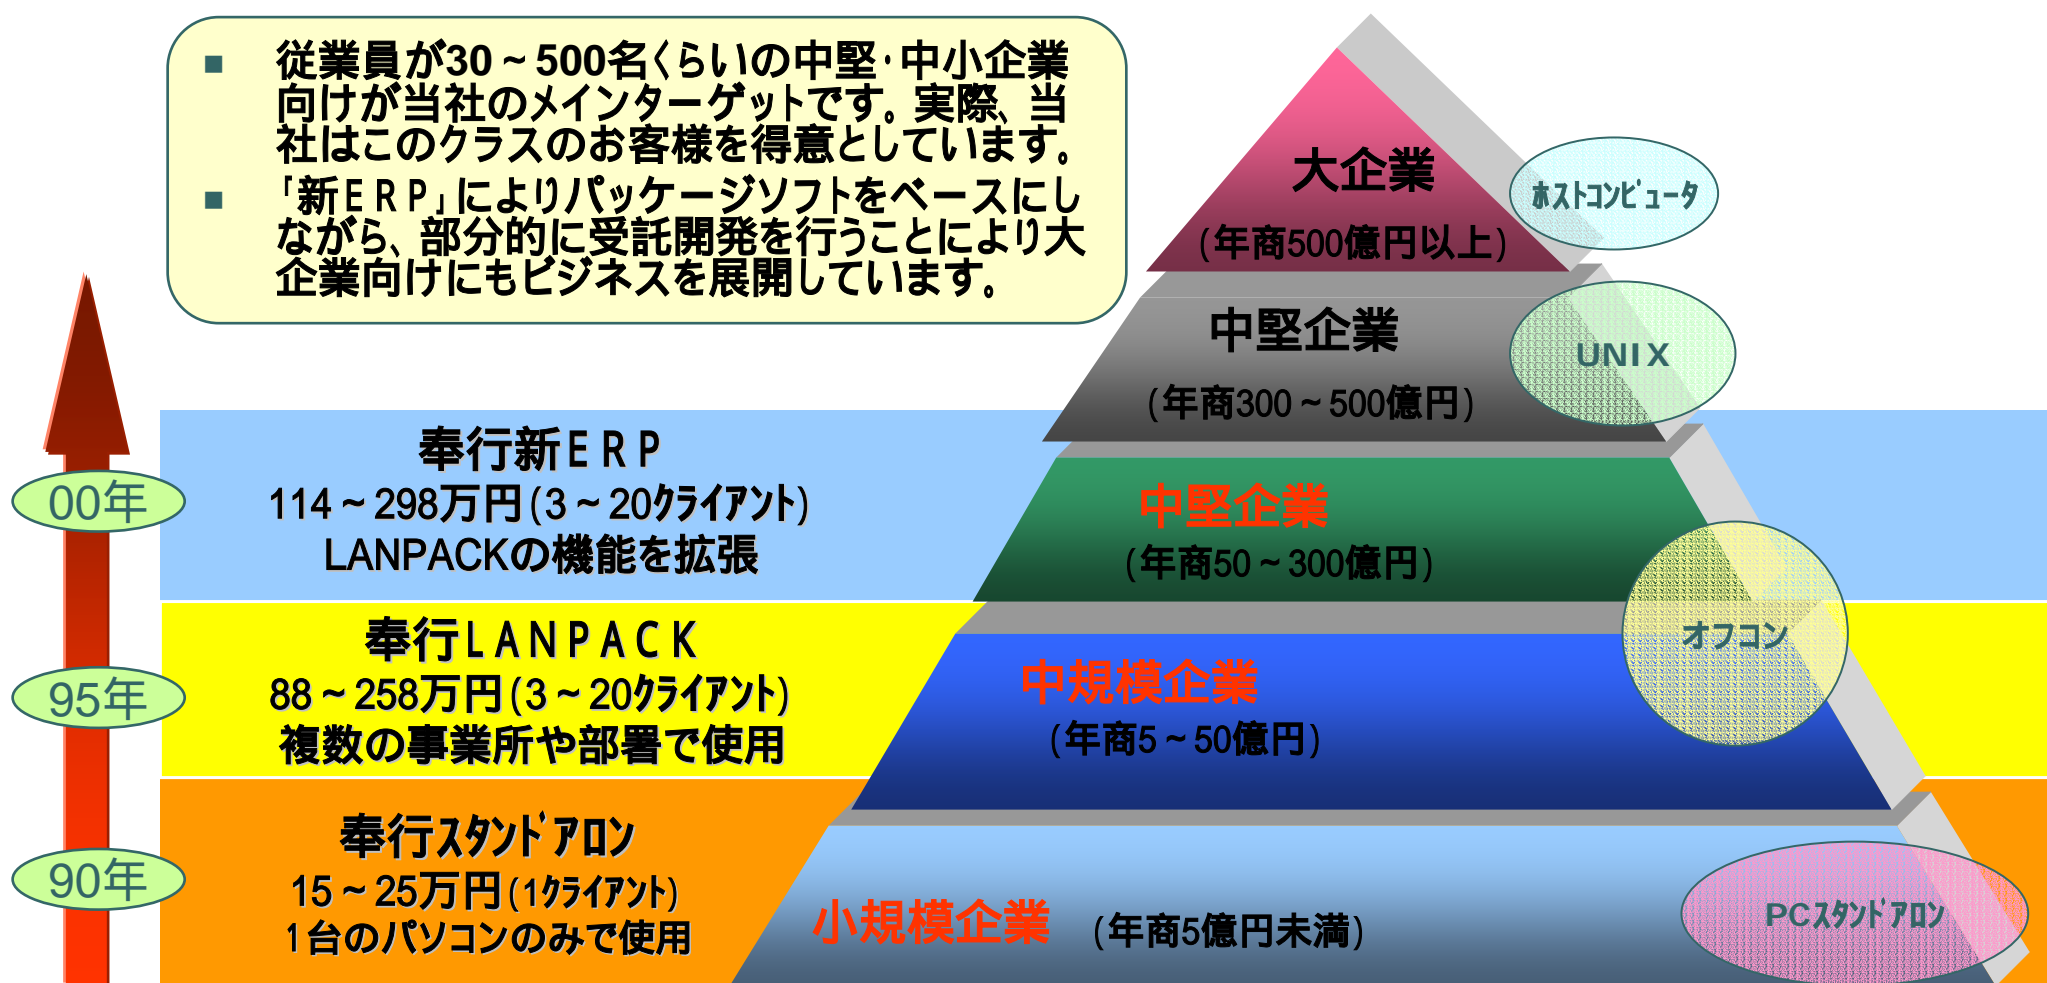 従業員が30～500名くらいの中堅・中小企業
向けが当社のメインターゲットです。実際、当
社はこのクラスのお客様を得意としています。
「新ＥＲＰ」によりパッケージソフトをベースにし
ながら、部分的に受託開発を行うことにより大
企業向けにもビジネスを展開しています。
大企業
(年商500億円以上)
ﾎｽﾄｺﾝﾋﾟｭｰﾀ
中堅企業
(年商300～500億円)
UNIX
00年
奉行新ＥＲＰ
114～298万円(3～20ｸﾗｲｱﾝﾄ)
LANPACKの機能を拡張
中堅企業
(年商50～300億円)
オフコン
95年
奉行ＬＡＮＰＡＣＫ
88～258万円(3～20ｸﾗｲｱﾝﾄ)
複数の事業所や部署で使用
中規模企業
(年商5～50億円)
90年
奉行ｽﾀﾝﾄﾞｱﾛﾝ
15～25万円(1ｸﾗｲｱﾝﾄ)
1台のパソコンのみで使用
小規模企業 (年商5億円未満)
PCｽﾀﾝﾄﾞｱﾛﾝ